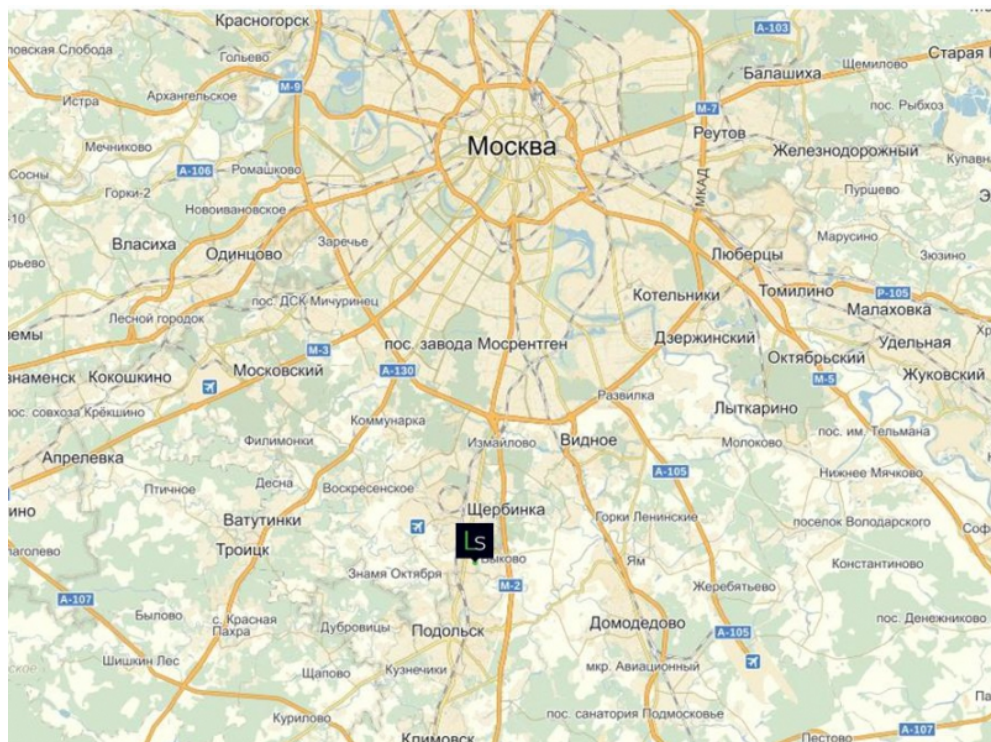 Красногорск
А-103
Старая
Гольево
Балашиха
Щемилово
М-9
Истра
Архангельское
М-7
пос. Рыбхоз
Реутов
Мечниково
Москва
Железнодорожный
А-106
Ромашково
Сосны
Горки-2
МКАД
Пуршево
Новоивановское
Власиха
Заречье
Марусино
Одинцово
Люберцы
Зюзино
пос. ДСК Мичуринец
Котельники
Томилино
Р-105
Малаховка
Лесной городок
Дзержинский
Удельная
пос. завода Мосрентген
М-3
Октябрьский
Кокошкино
Московский
А-130
М-5
Жуковский
Развилка
пос. совхоза Крёкшино
Коммунарка
Лыткарино
Филимонки
Измайлово
Видное
Молоково
пос. им. Тельмана
Апрелевка
А-105
Нижнее Мячково
Птичное
Десна
Воскресенское
Щербинка
Ватутинки
Горки Ленинские
поселок Володарского
Троицк
Ls
Быково
Ям
Константиново
Знамя Октября
М-2
Жеребятьево
А-107
Былово
с. Красная
Пахра
Дубровицы
Подольск
Домодедово
А-105
пос. Денежниково
Шишкин Лес
Щапово
Кузнечики
мкр. Авиационный
Курилово
пос. санатория Подмосковье
А-107
Климовск